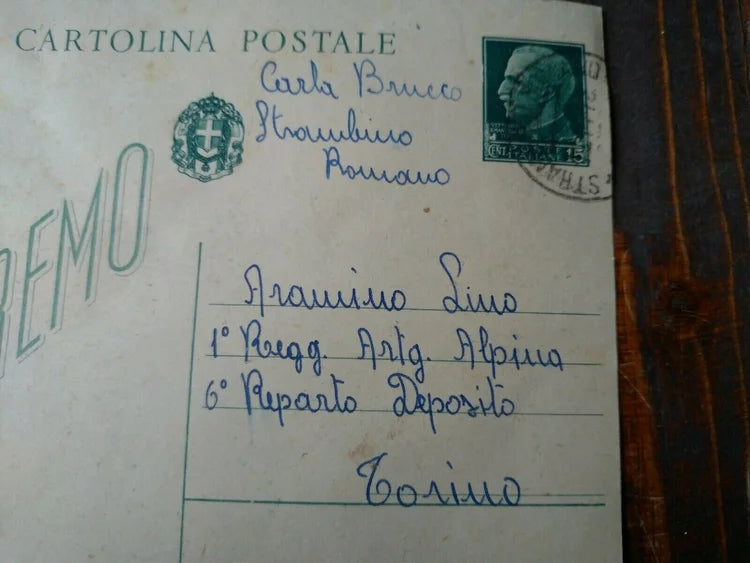 CARTOLINA POSTALE
Carla Brucco
Strambino
Romano
CENT. 15
STRA
REMO
Aramino Lino
1° Regg. Artg. Alpina
6° Reparto Deposito
Torino